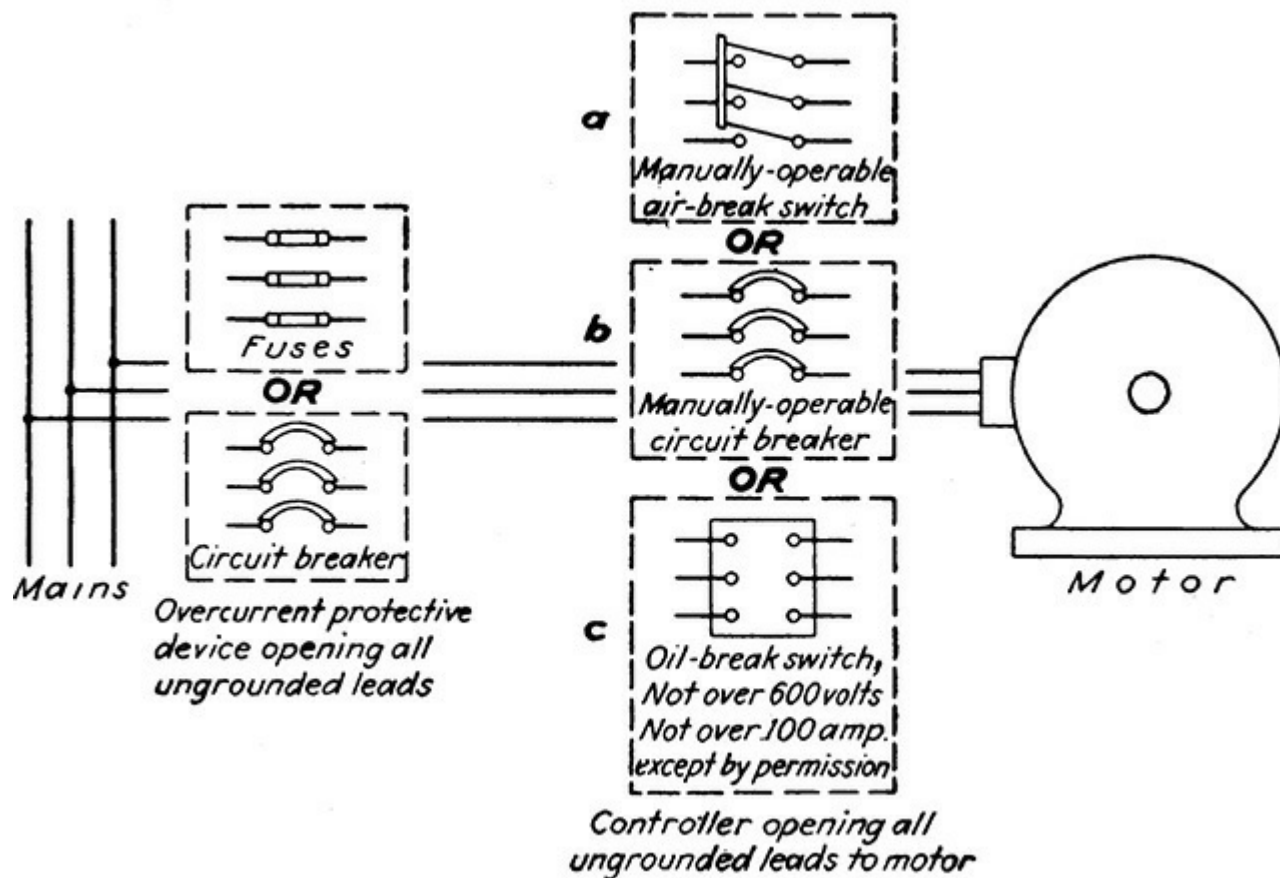 a
Manually-operable
air-break switch
OR
b
Manually-operable
circuit breaker
OR
c
Oil-break switch,
Not over 600 volts
Not over 100 amp.
except by permission
Controller opening all
ungrounded leads to motor
Fuses
OR
Circuit breaker
Overcurrent protective
device opening all
ungrounded leads
Mains
Motor